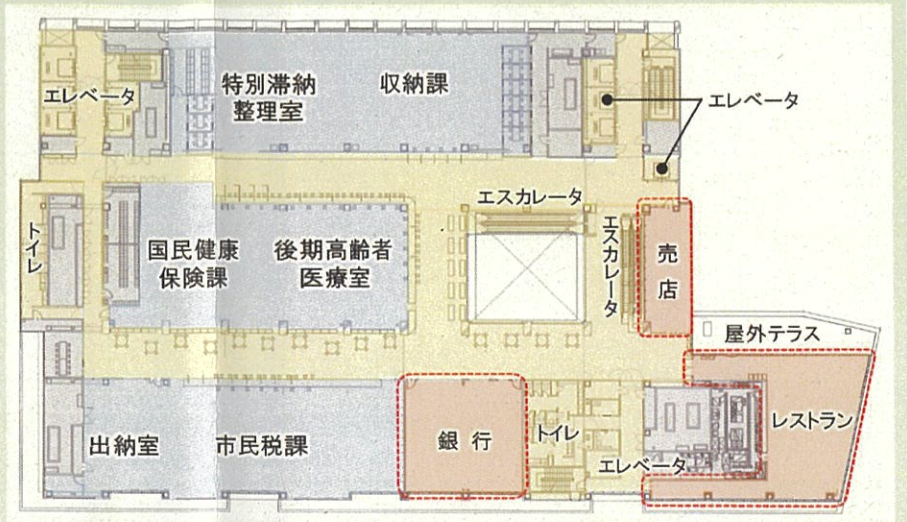 エレベータ
特別滞納
整理室
収納課
エレベータ
エスカレータ
トイレ
国民健康
保険課
後期高齢者
医療室
エスカレータ
売店
屋外テラス
出納室
市民税課
銀行
トイレ
エレベータ
レストラン